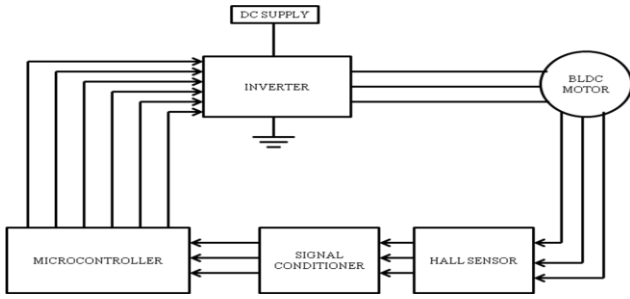 DC SUPPLY
INVERTER
BLDC
MOTOR
MICROCONTROLLER
SIGNAL
CONDITIONER
HALL SENSOR